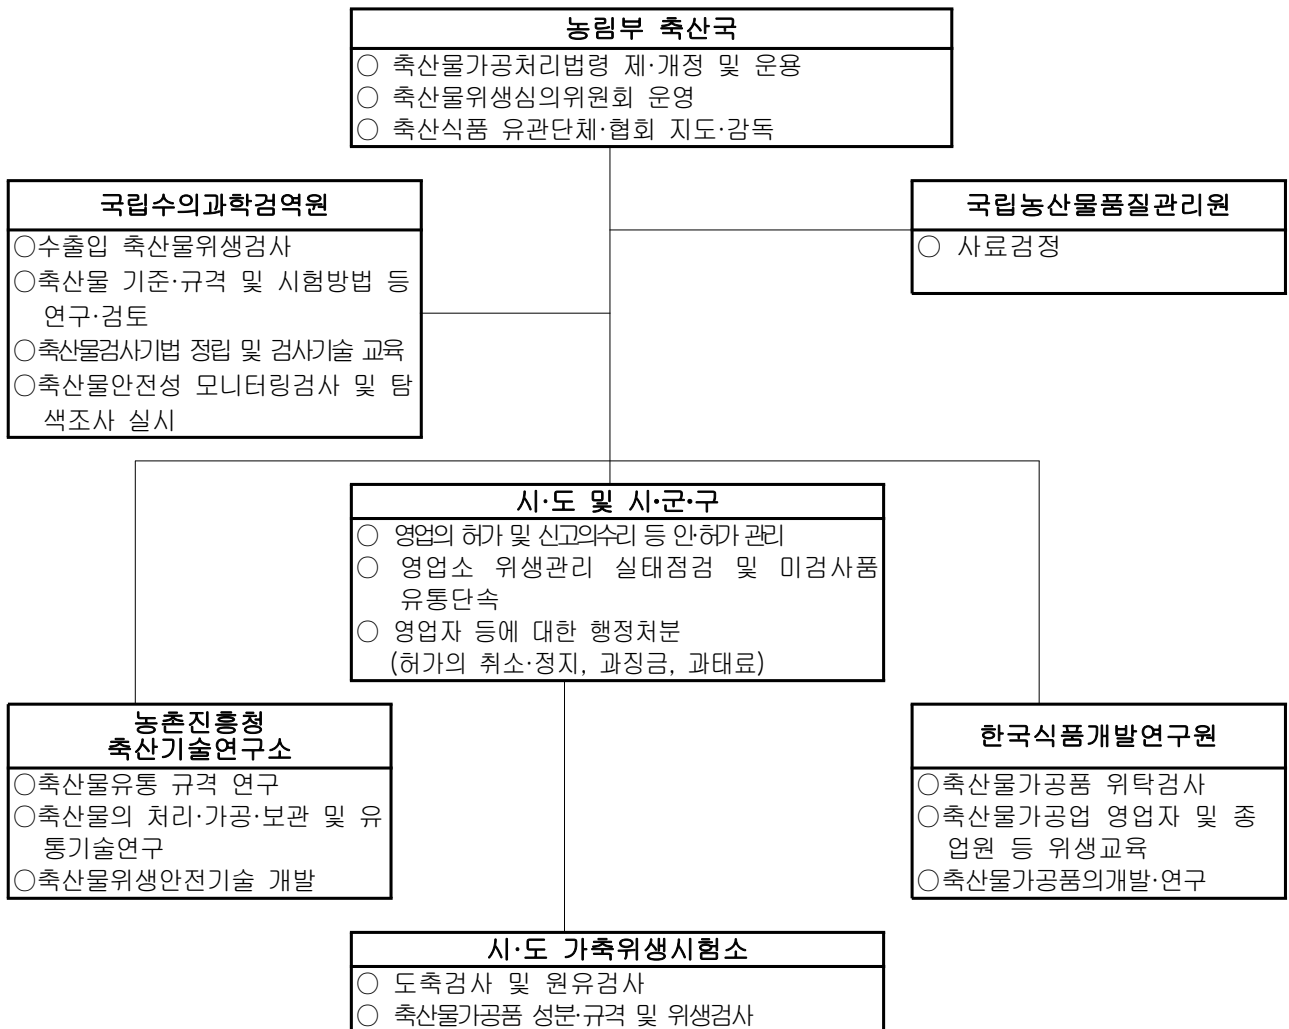 농림부 축산국
○ 축산물가공처리법령 제·개정 및 운용
○ 축산물위생심의위원회 운영
○ 축산식품 유관단체·협회 지도·감독
국립수의과학검역원
○수출입 축산물위생검사
○축산물 기준·규격 및 시험방법 등
연구·검토
○축산물검사기법 정립 및 검사기술 교육
○축산물안전성 모니터링검사 및 탐
색조사 실시
국립농산물품질관리원
○ 사료검정
시·도 및 시·군·구
○ 영업의 허가 및 신고의수리 등 인·허가 관리
○ 영업소 위생관리 실태점검 및 미검사품
유통단속
○ 영업자 등에 대한 행정처분
(허가의 취소·정지, 과징금, 과태료)
농촌진흥청
축산기술연구소
○축산물유통 규격 연구
○축산물의 처리·가공·보관 및 유
통기술연구
○축산물위생안전기술 개발
한국식품개발연구원
○축산물가공품 위탁검사
○축산물가공업 영업자 및 종
업원 등 위생교육
○축산물가공품의개발·연구
시·도 가축위생시험소
○ 도축검사 및 원유검사
○ 축산물가공품 성분·규격 및 위생검사